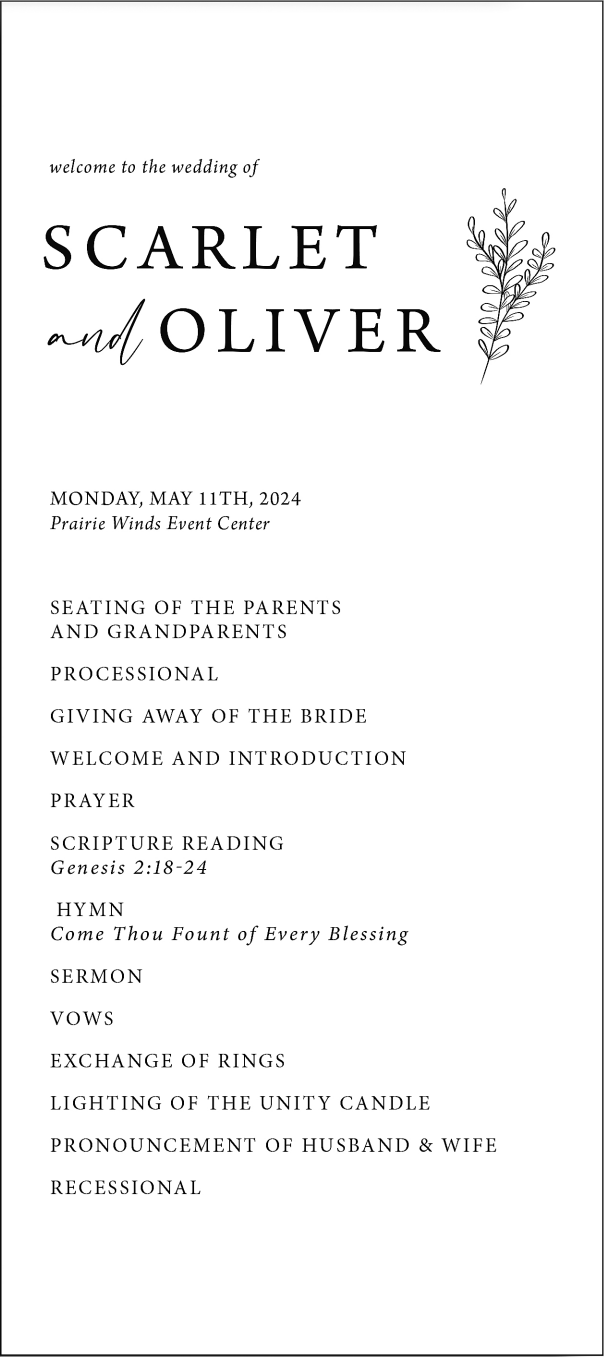 welcome to the wedding of
SCARLET
and OLIVER
MONDAY, MAY 11TH, 2024
Prairie Winds Event Center
SEATING OF THE PARENTS
AND GRANDPARENTS
PROCESSIONAL
GIVING AWAY OF THE BRIDE
WELCOME AND INTRODUCTION
PRAYER
SCRIPTURE READING
Genesis 2:18-24
HYMN
Come Thou Fount of Every Blessing
SERMON
VOWS
EXCHANGE OF RINGS
LIGHTING OF THE UNITY CANDLE
PRONOUNCEMENT OF HUSBAND & WIFE
RECESSIONAL